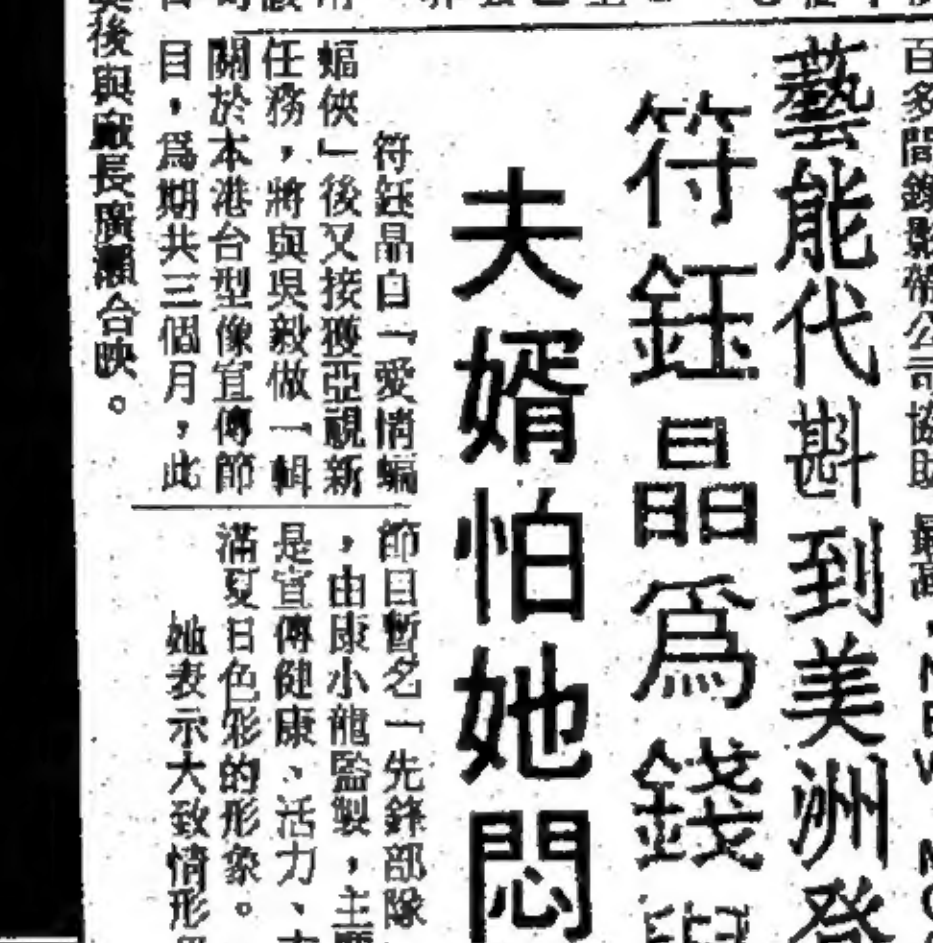 百多間錄影帶公司協助
最高，NEW
藝能代斟到美洲登
符鈺晶爲錢與
夫婿怕她悶
符鈺晶自「愛情蝙
蝠俠」後又接獲亞視新
任務，將與吳毅做一輯
關於本港台型像宣傳節
目，爲期共三個月，此
節目暫名「先鋒部隊
，由康小龍監製，主要
是宣傳健康、活力、
滿夏日色彩的形象。
她表示大致情形
後與廠長廣瀨合映。